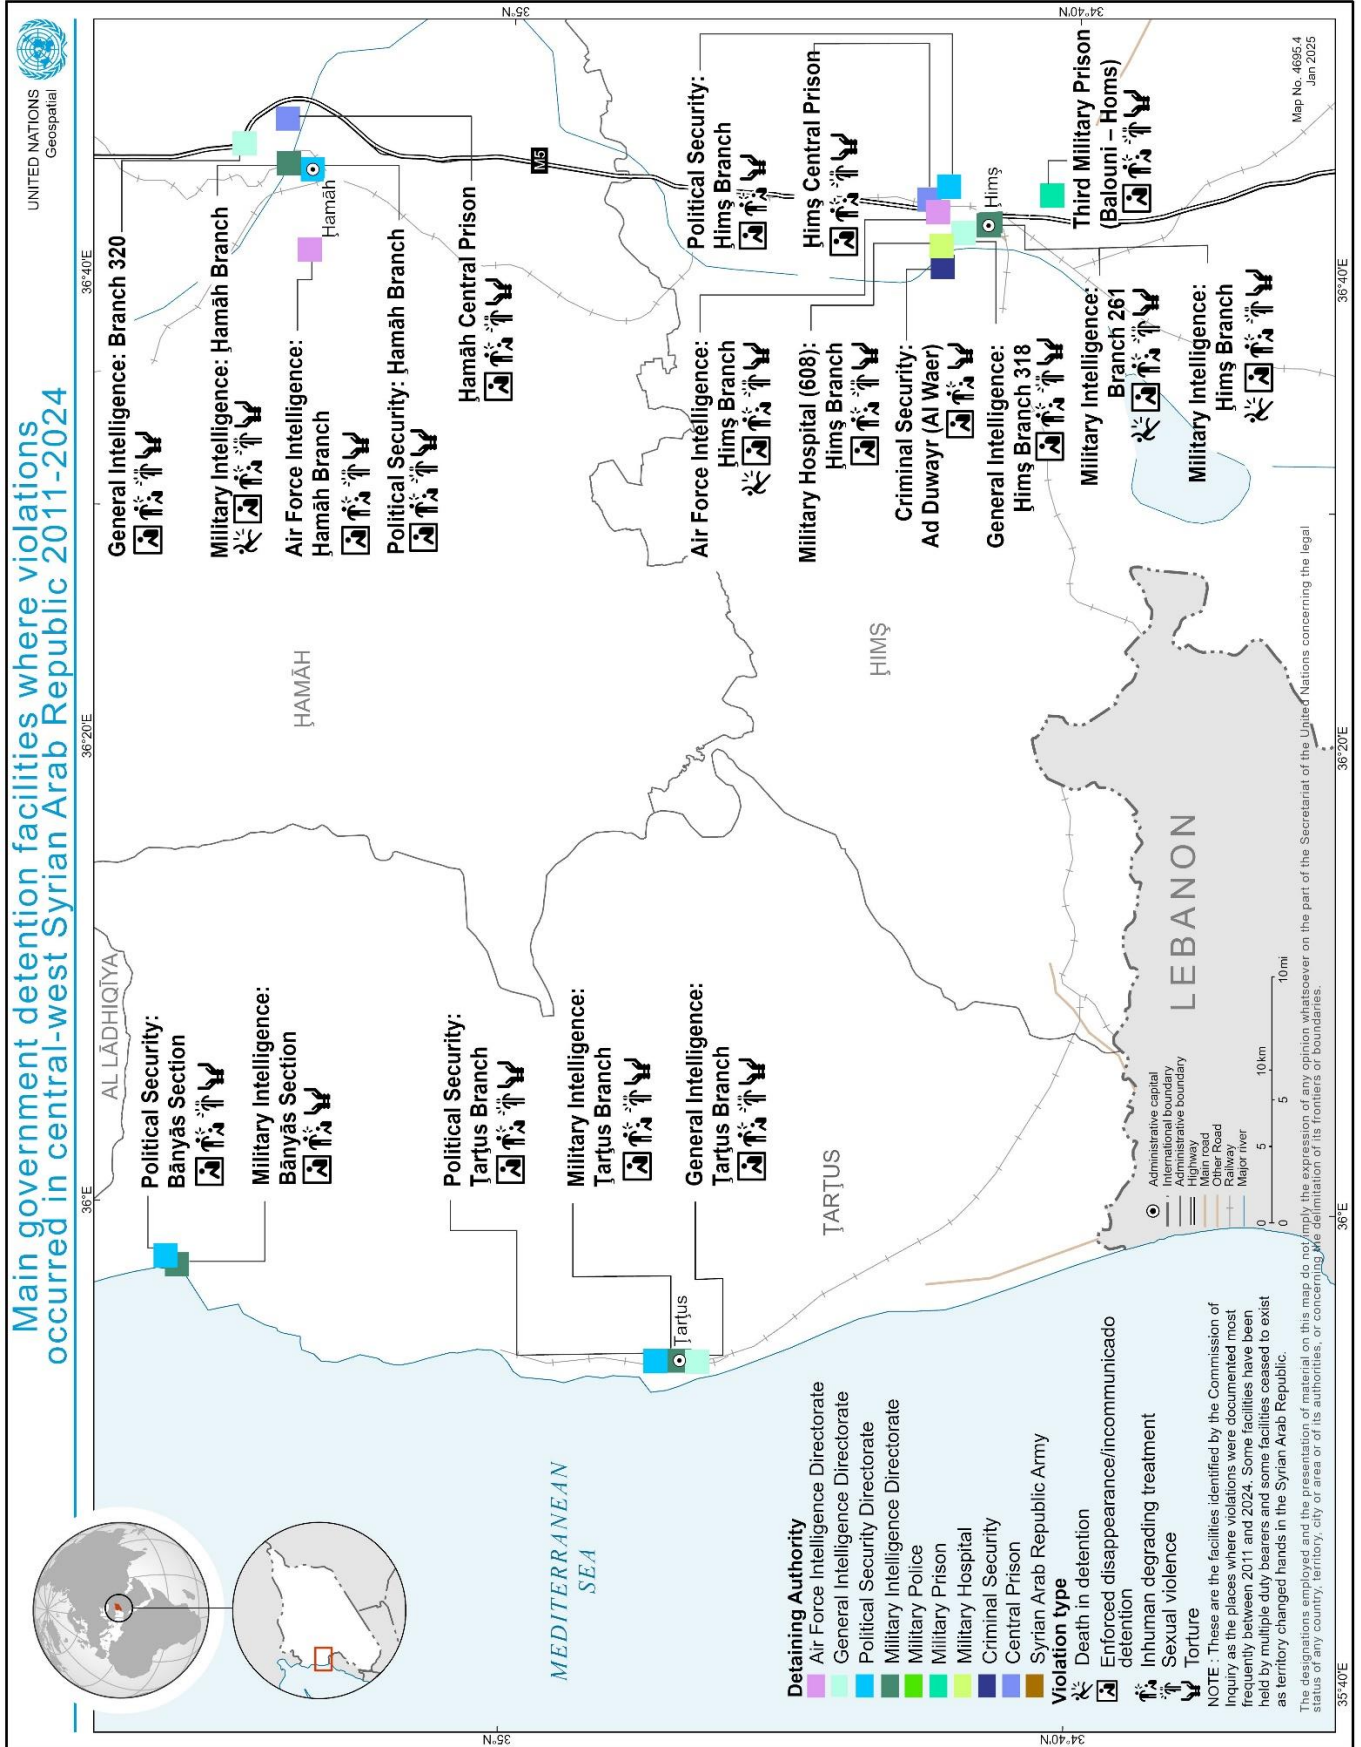 Main government detention facilities where violations
occurred in central-west Syrian Arab Republic 2011-2024
UNITED NATIONS
Geospatial
36°E
36°20'E
36°40'E
35°N
35°N
34°40'N
34°40'N
35°40'E
36°E
36°20'E
36°40'E
AL LĀDHIQĪYA
Political Security:
Bānyās Section
Military Intelligence:
Bānyās Section
Political Security:
Ţarţus Branch
Military Intelligence:
Ţarţus Branch
General Intelligence:
Ţarţus Branch
Ţarţus
ŢARŢUS
ḨAMĀH
General Intelligence: Branch 320
Military Intelligence: Ḩamāh Branch
Air Force Intelligence:
Ḩamāh Branch
Political Security: Ḩamāh Branch
Ḩamāh Central Prison
Ḩamāh
M5
ḨIMŞ
Political Security:
Ḩimş Branch
Ḩimş Central Prison
Air Force Intelligence:
Ḩimş Branch
Military Hospital (608):
Ḩimş Branch
Criminal Security:
Ad Duwayr (Al Waer)
General Intelligence:
Ḩimş Branch 318
Military Intelligence:
Branch 261
Military Intelligence:
Ḩimş Branch
Third Military Prison
(Balouni – Homs)
Ḩimş
LEBANON
MEDITERRANEAN
SEA
Detaining Authority
Air Force Intelligence Directorate
General Intelligence Directorate
Political Security Directorate
Military Intelligence Directorate
Military Police
Military Prison
Military Hospital
Criminal Security
Central Prison
Syrian Arab Republic Army
Violation type
Death in detention
Enforced disappearance/incommunicado
detention
Inhuman degrading treatment
Sexual violence
Torture
NOTE : These are the facilities identified by the Commission of
Inquiry as the places where violations were documented most
frequently between 2011 and 2024. Some facilities have been
held by multiple duty bearers and some facilities ceased to exist
as territory changed hands in the Syrian Arab Republic.
Administrative capital
International boundary
Administrative boundary
Highway
Main road
Other Road
Railway
Major river
0 5 10 km
0 5 10 mi
The designations employed and the presentation of material on this map do not imply the expression of any opinion whatsoever on the part of the Secretariat of the United Nations concerning the legal
status of any country, territory, city or area or of its authorities, or concerning the delimitation of its frontiers or boundaries.
Map No. 4695.4
Jan 2025